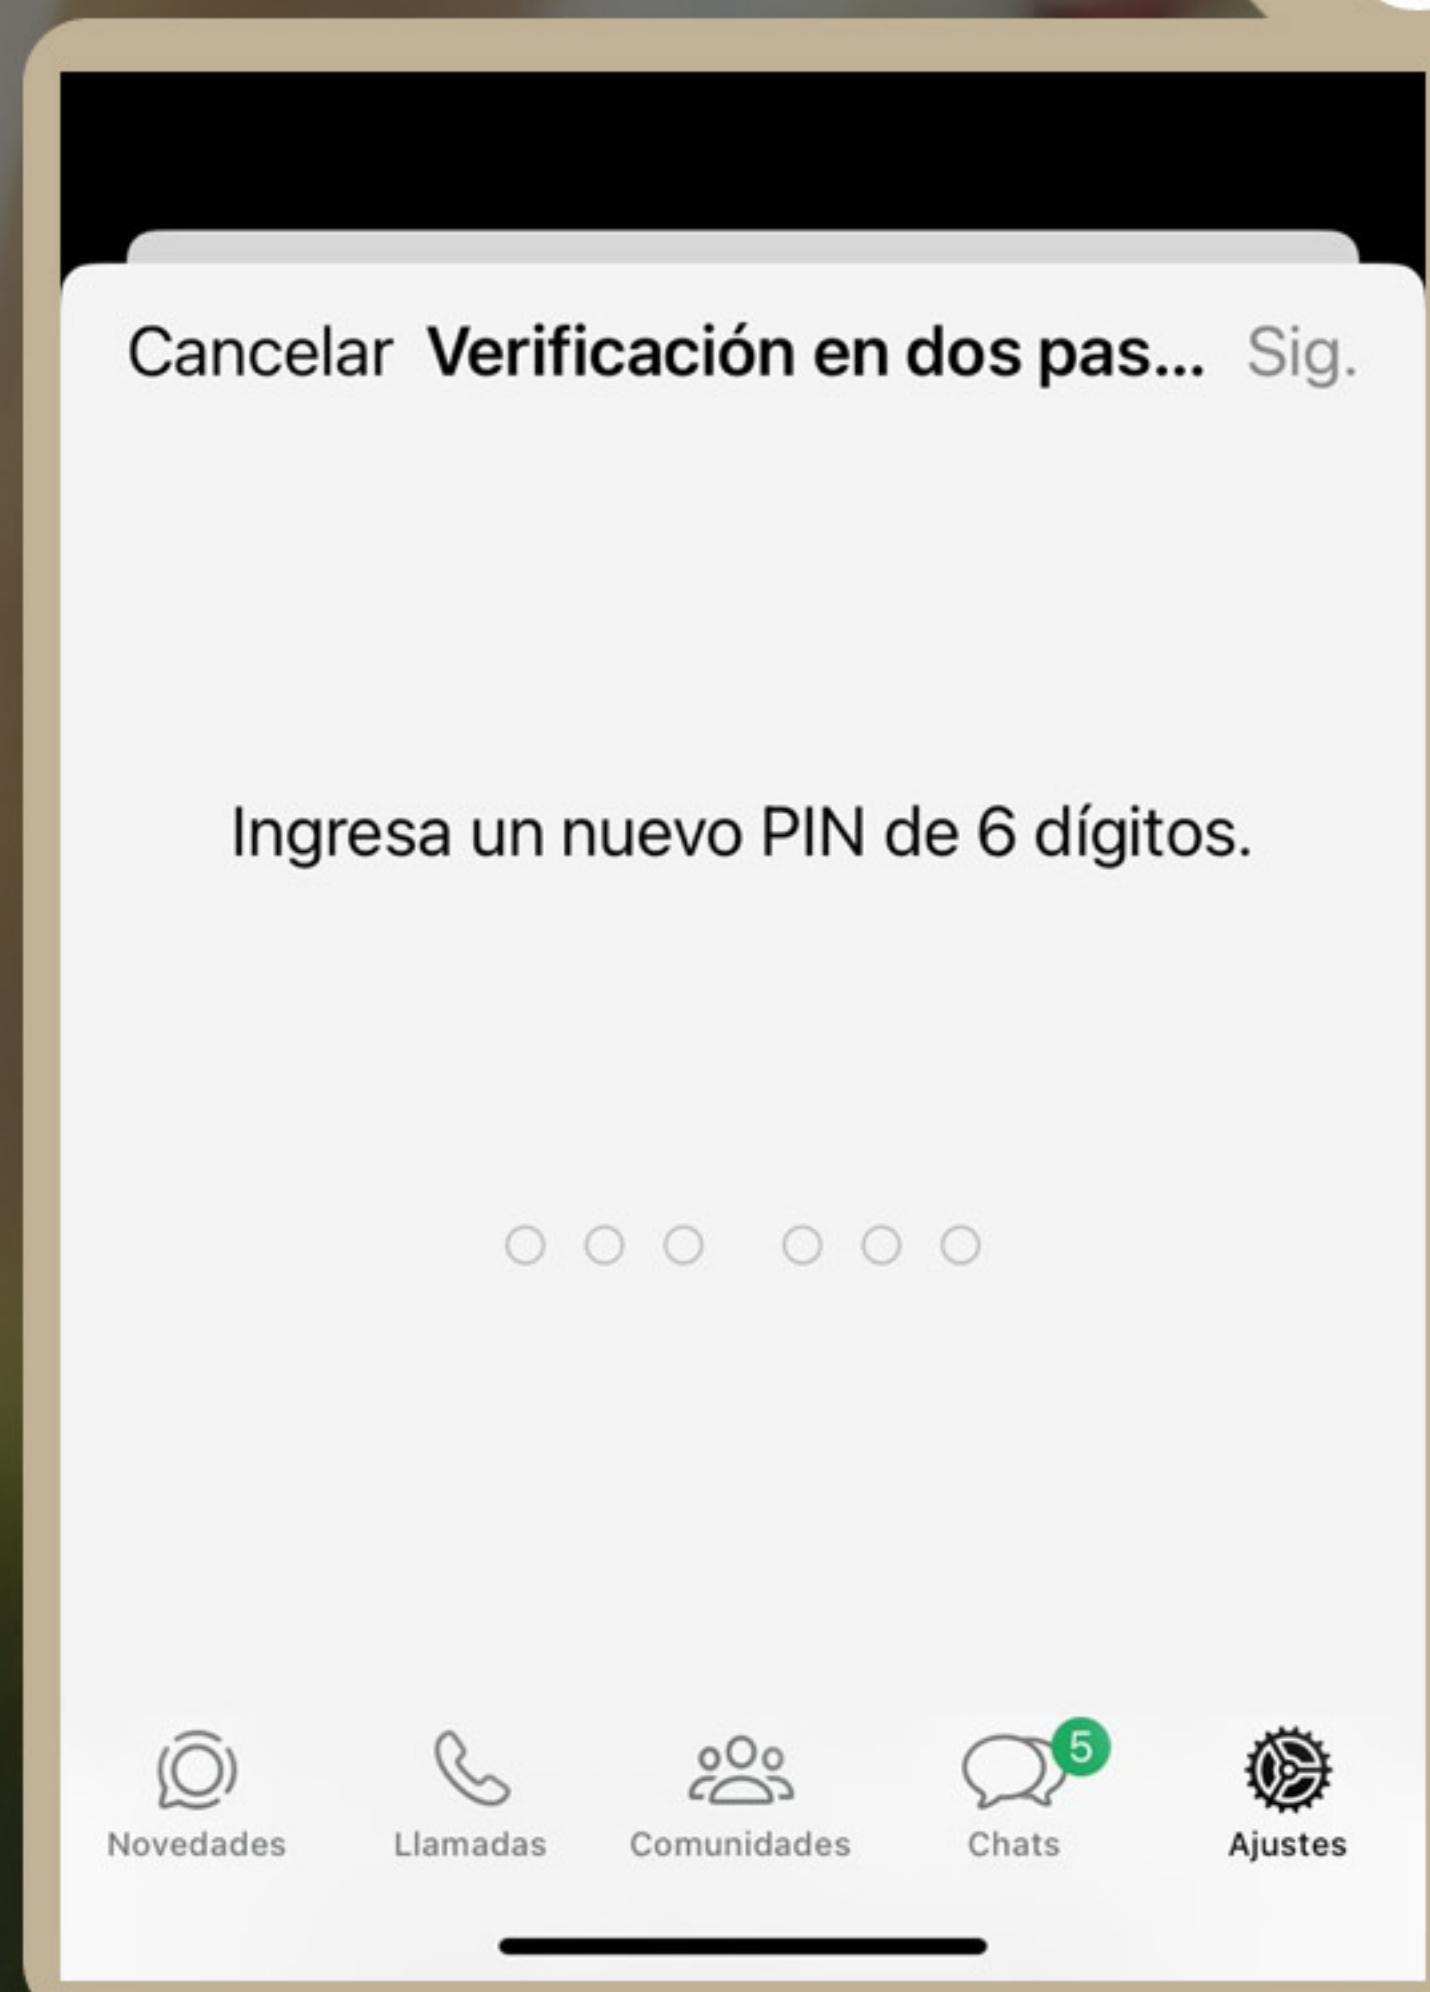 Cancelar Verificación en dos pas... Sig.
Ingresa un nuevo PIN de 6 dígitos.
5
Novedades Llamadas Comunidades Chats Ajustes